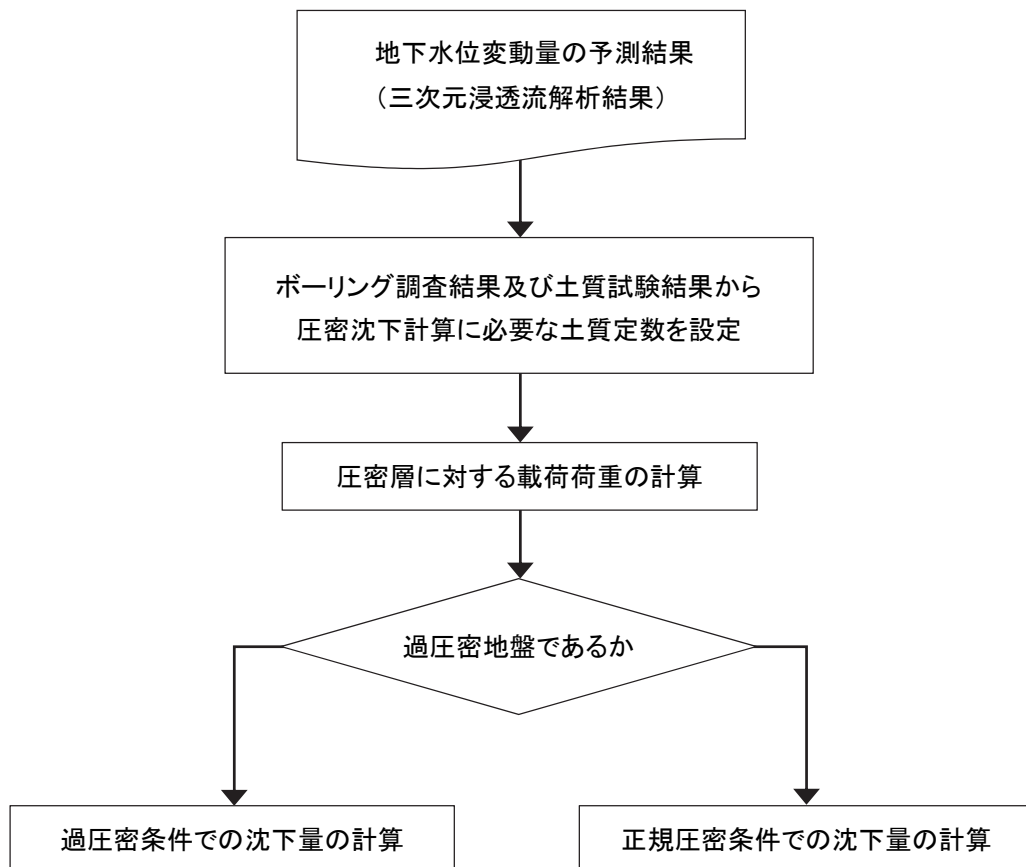 地下水位変動量の予測結果
（三次元浸透流解析結果）
ボーリング調査結果及び土質試験結果から
圧密沈下計算に必要な土質定数を設定
圧密層に対する載荷荷重の計算
過圧密地盤であるか
過圧密条件での沈下量の計算
正規圧密条件での沈下量の計算